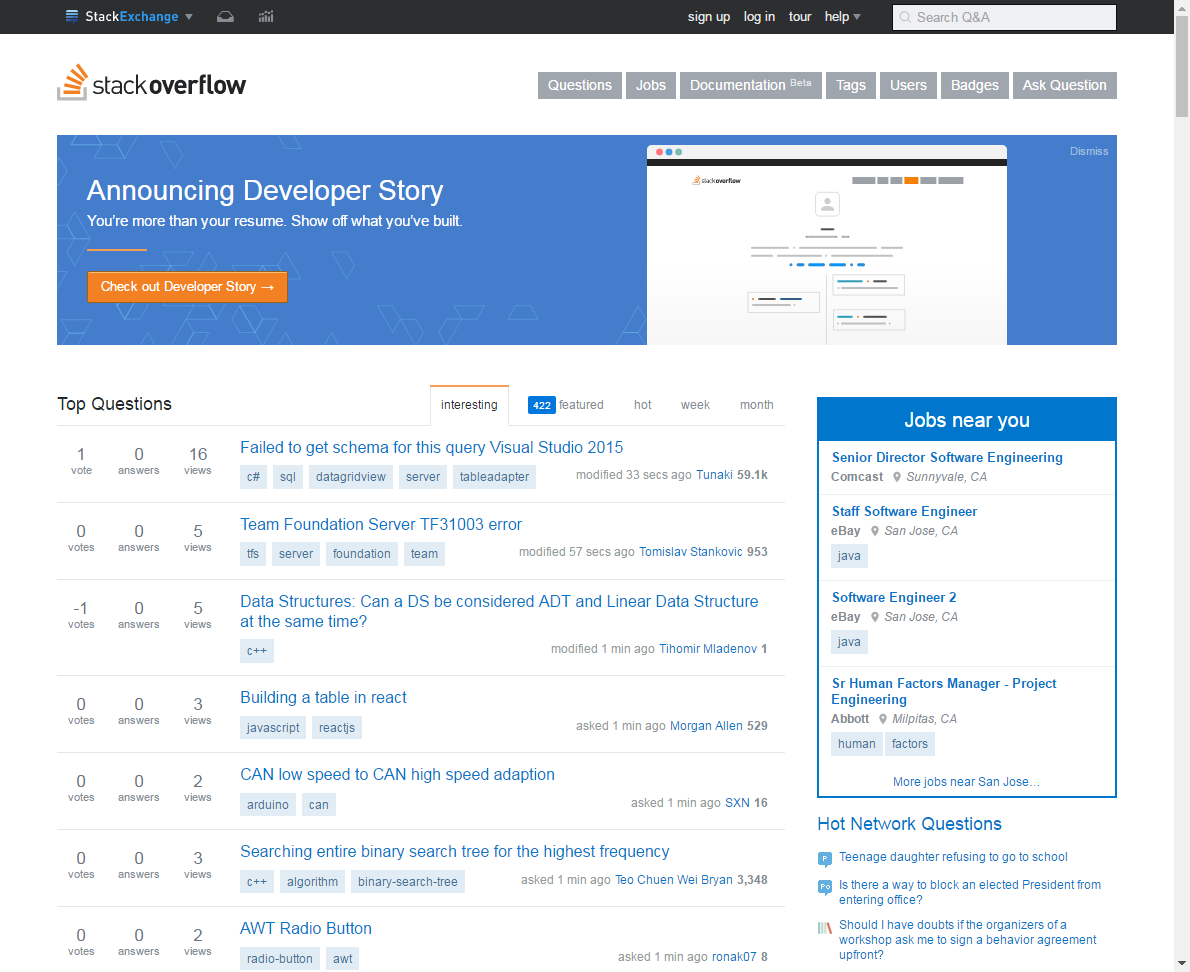 StackExchange
sign up log in tour help
Search Q&A
stackoverflow
Questions Jobs Documentation Beta Tags Users Badges Ask Question
Announcing Developer Story
You're more than your resume. Show off what you've built.
Check out Developer Story →
Dismiss
stackoverflow
Top Questions
interesting 422 featured hot week month
1 0 16
vote answers views
Failed to get schema for this query Visual Studio 2015
c# sql datagridview server tableadapter
modified 33 secs ago Tunaki 59.1k
0 0 5
votes answers views
Team Foundation Server TF31003 error
tfs server foundation team
modified 57 secs ago Tomislav Stankovic 953
-1 0 5
votes answers views
Data Structures: Can a DS be considered ADT and Linear Data Structure
at the same time?
c++
modified 1 min ago Tihomir Mladenov 1
0 0 3
votes answers views
Building a table in react
javascript reactjs
asked 1 min ago Morgan Allen 529
0 0 2
votes answers views
CAN low speed to CAN high speed adaption
arduino can
asked 1 min ago SXN 16
0 0 3
votes answers views
Searching entire binary search tree for the highest frequency
c++ algorithm binary-search-tree
asked 1 min ago Teo Chuen Wei Bryan 3,348
0 0 2
votes answers views
AWT Radio Button
radio-button awt
asked 1 min ago ronak07 8
Jobs near you
Senior Director Software Engineering
Comcast Sunnyvale, CA
Staff Software Engineer
eBay San Jose, CA
java
Software Engineer 2
eBay San Jose, CA
java
Sr Human Factors Manager - Project
Engineering
Abbott Milpitas, CA
human factors
More jobs near San Jose…
Hot Network Questions
P Teenage daughter refusing to go to school
Po Is there a way to block an elected President from
entering office?
Should I have doubts if the organizers of a
workshop ask me to sign a behavior agreement
upfront?